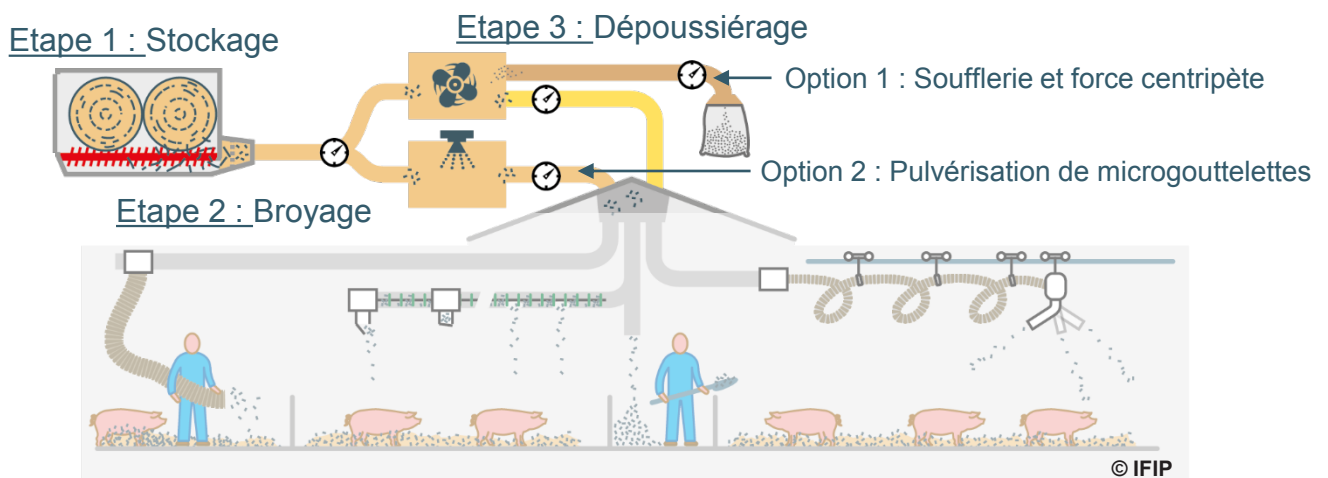 Etape 1 : Stockage
Etape 3 : Dépoussiérage
Option 1 : Soufflerie et force centripète
Option 2 : Pulvérisation de microgouttelettes
Etape 2 : Broyage
© IFIP